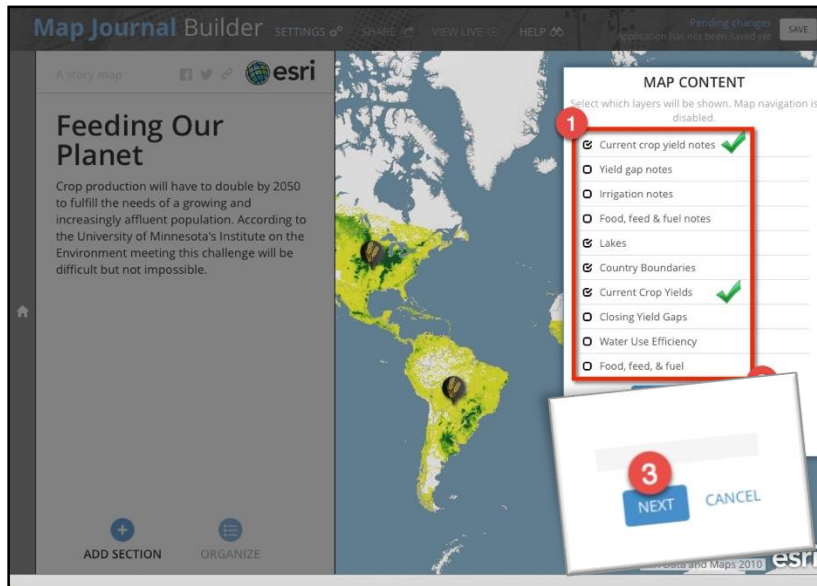 Map Journal Builder SETTINGS SHARE VIEW LIVE HELP
Pending changes
Application has not been saved yet
SAVE
A story map
esri
Feeding Our
Planet
Crop production will have to double by 2050
to fulfill the needs of a growing and
increasingly affluent population. According to
the University of Minnesota's Institute on the
Environment meeting this challenge will be
difficult but not impossible.
ADD SECTION
ORGANIZE
MAP CONTENT
Select which layers will be shown. Map navigation is
disabled.
1
Current crop yield notes
Yield gap notes
Irrigation notes
Food, feed & fuel notes
Lakes
Country Boundaries
Current Crop Yields
Closing Yield Gaps
Water Use Efficiency
Food, feed, & fuel
3
NEXT CANCEL
Data and Maps 2010
esri